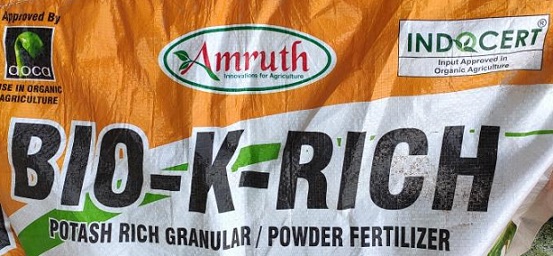 Approved By
aoca
USE IN ORGANIC
AGRICULTURE
Amruth
Innovations for Agriculture
INDOCERT®
Input Approved in
Organic Agriculture
BIO-K-RICH
POTASH RICH GRANULAR / POWDER FERTILIZER